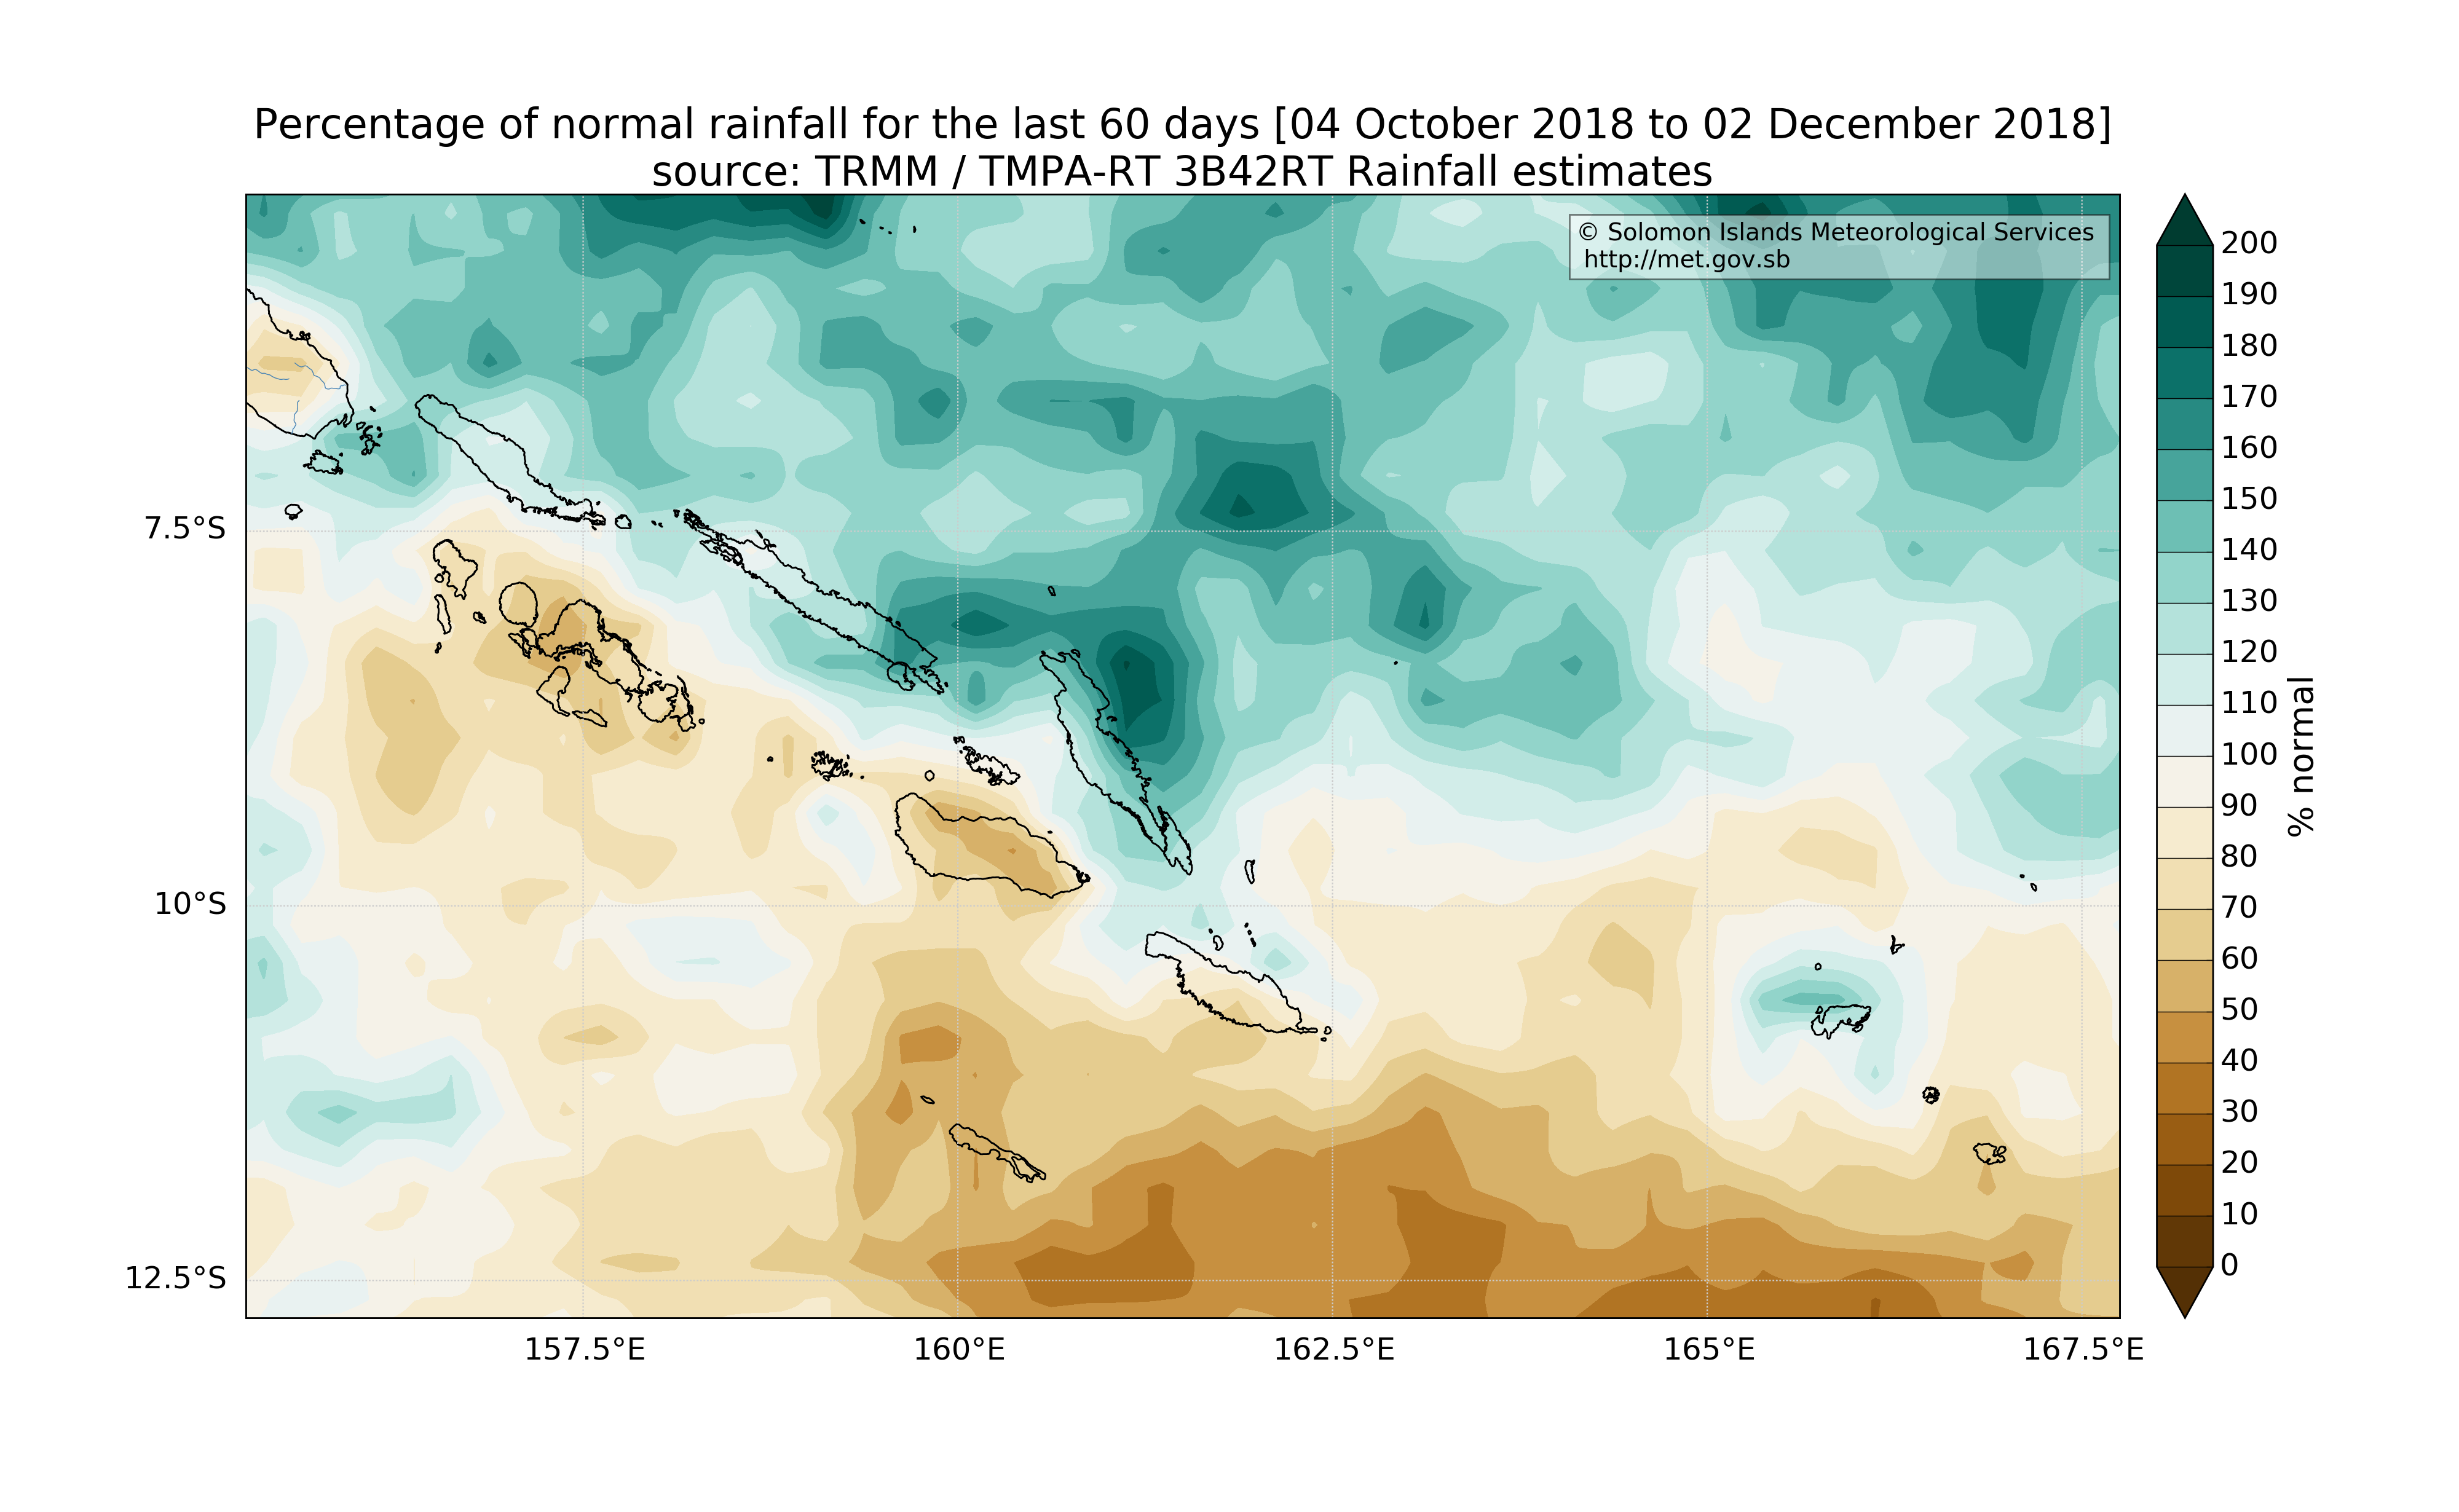 Percentage of normal rainfall for the last 60 days [04 October 2018 to 02 December 2018]
source: TRMM / TMPA-RT 3B42RT Rainfall estimates
© Solomon Islands Meteorological Services
http://met.gov.sb
7.5°S
10°S
12.5°S
157.5°E
160°E
162.5°E
165°E
167.5°E
200
190
180
170
160
150
140
130
120
110
100
90
80
70
60
50
40
30
20
10
0
% normal